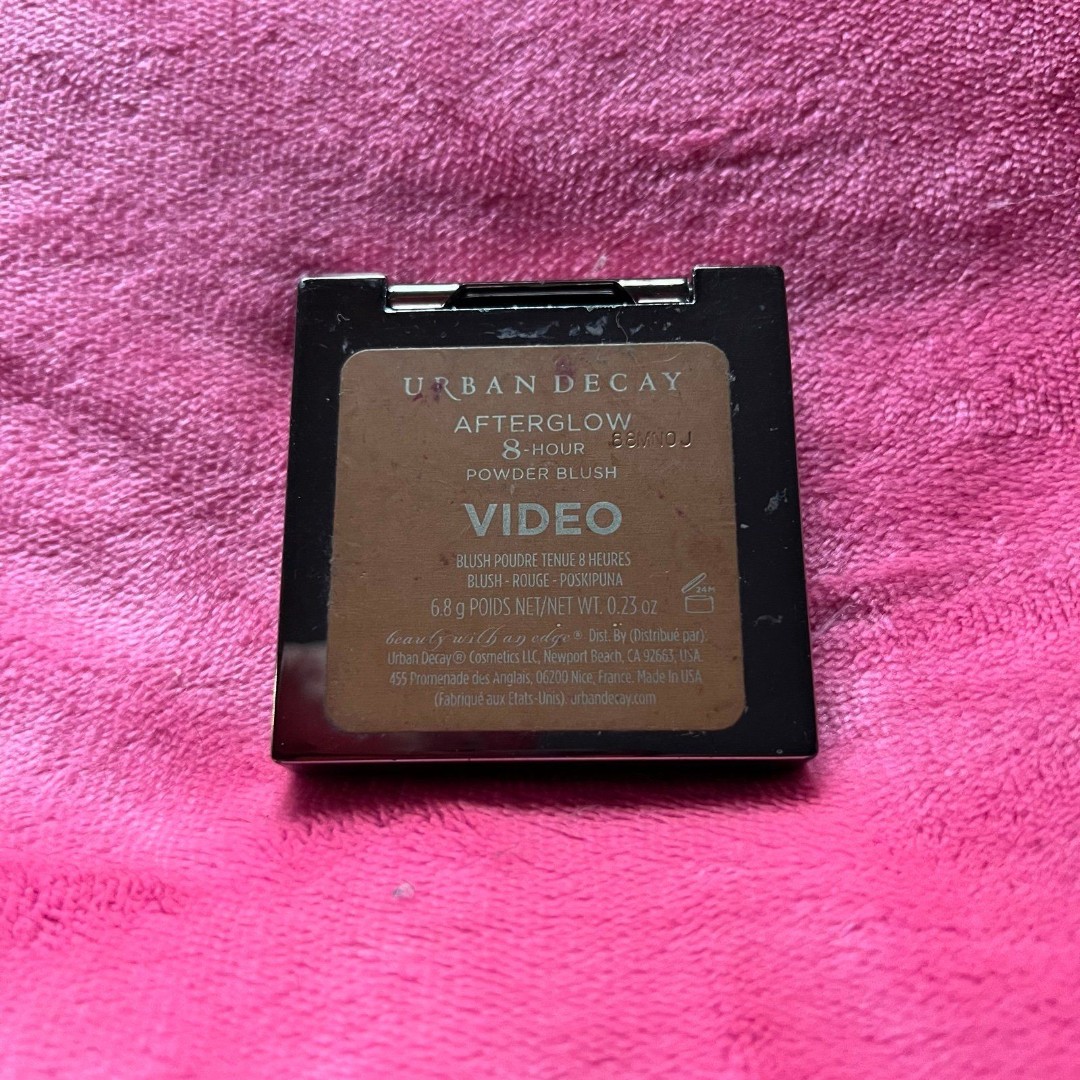 URBAN DECAY
AFTERGLOW
8-HOUR
POWDER BLUSH
VIDEO
BLUSH POUDRE TENUE 8 HEURES
BLUSH - ROUGE - POSKIPUNA
6.8 g POIDS NET/NET WT. 0.23 oz
24M
beauty with an edge® Dist. By (Distribué par):
Urban Decay® Cosmetics LLC, Newport Beach, CA 92663, USA.
455 Promenade des Anglais, 06200 Nice, France. Made In USA
(Fabriqué aux Etats-Unis). urbandecay.com